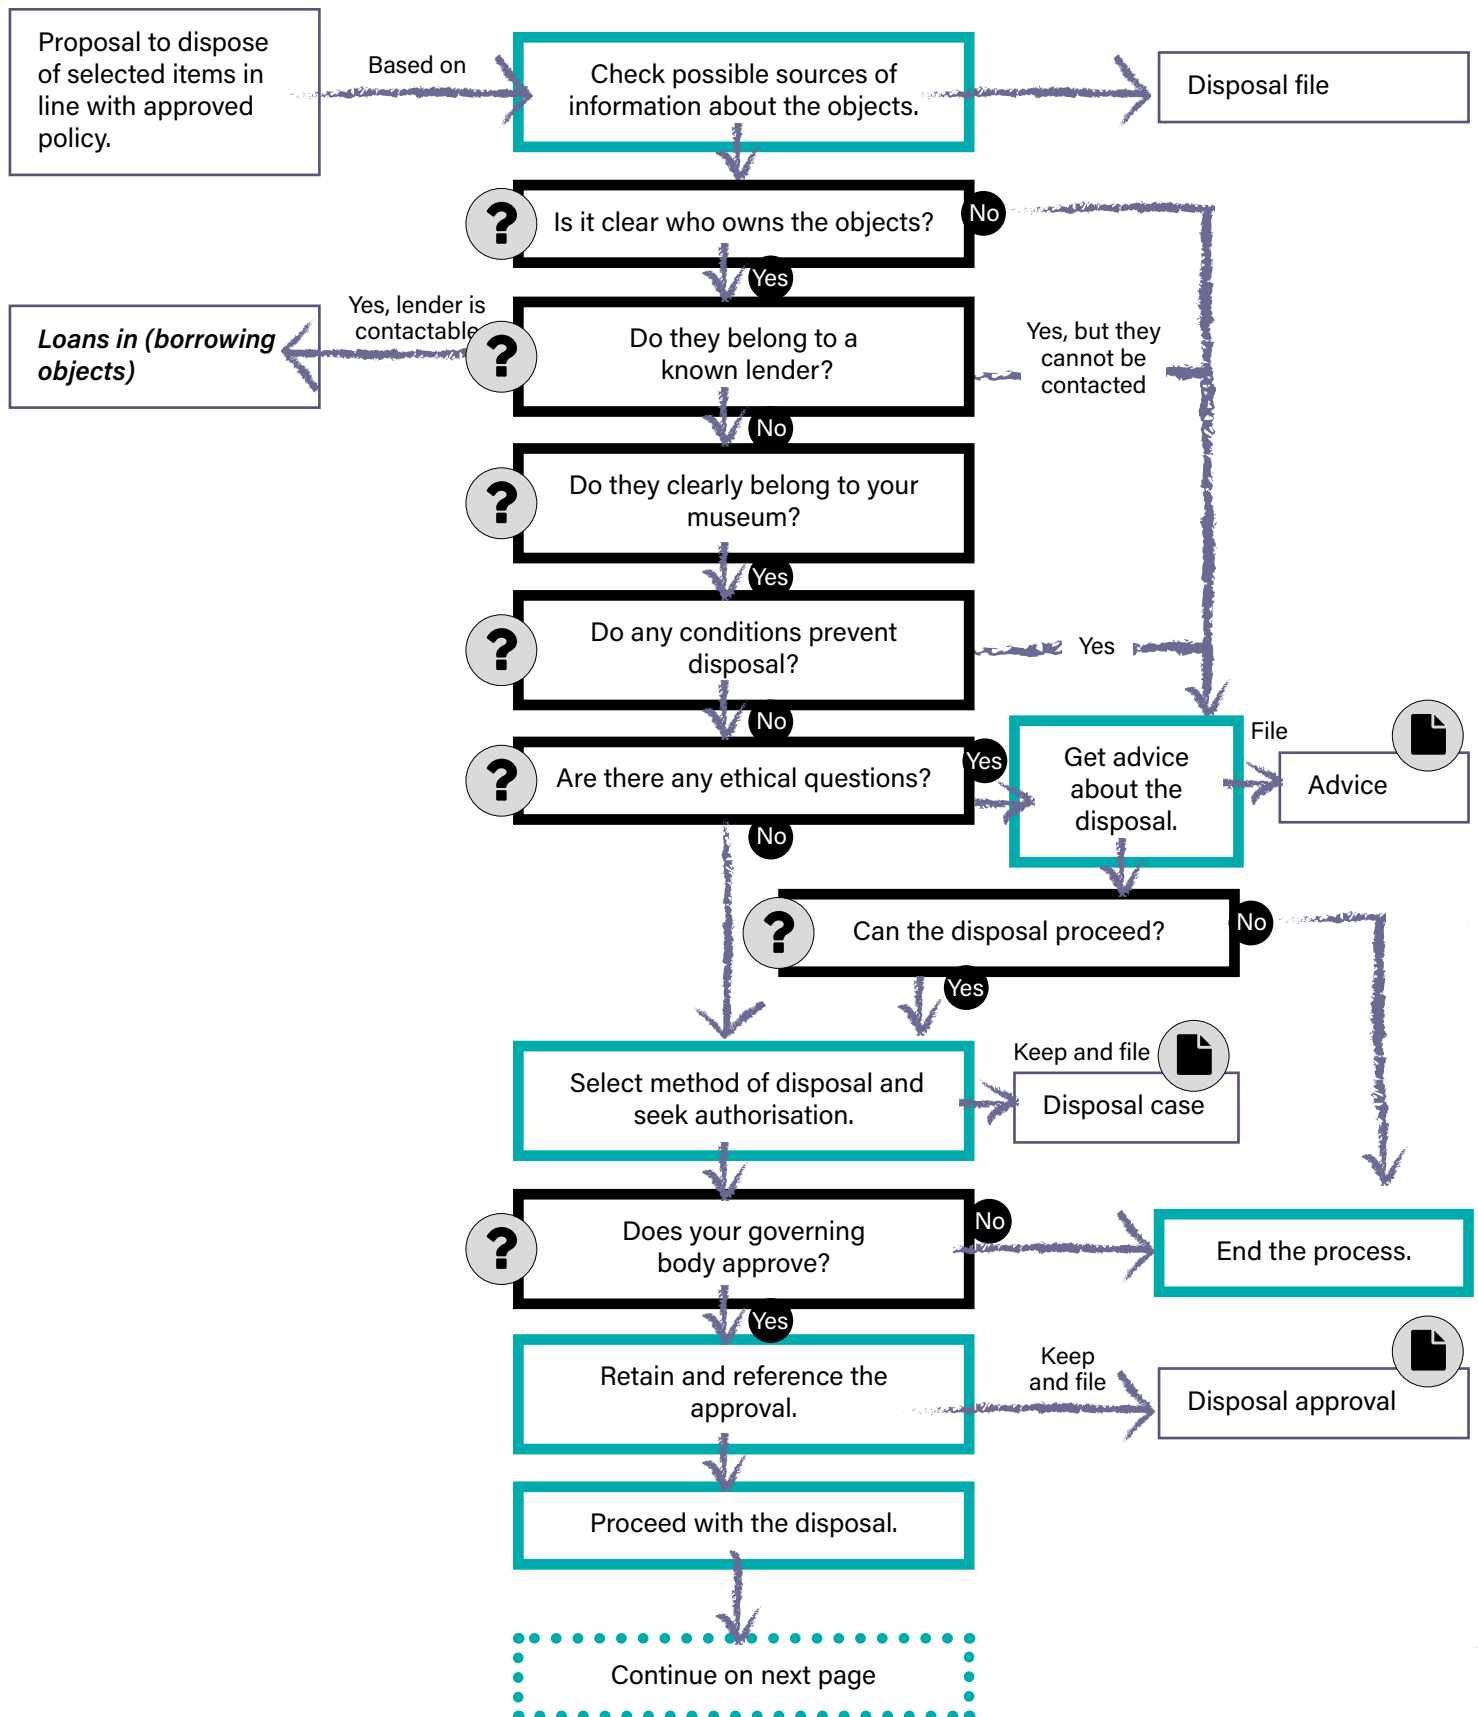 Proposal to dispose
of selected items in
line with approved
policy.
Based on
Check possible sources of
information about the objects.
Disposal file
?
Is it clear who owns the objects?
No
Yes
Loans in (borrowing
objects)
Yes, lender is
contactable
?
Do they belong to a
known lender?
Yes, but they
cannot be
contacted
No
?
Do they clearly belong to your
museum?
Yes
?
Do any conditions prevent
disposal?
Yes
No
?
Are there any ethical questions?
Yes
No
Get advice
about the
disposal.
File
Advice
?
Can the disposal proceed?
No
Yes
Select method of disposal and
seek authorisation.
Keep and file
Disposal case
?
Does your governing
body approve?
No
End the process.
Yes
Retain and reference the
approval.
Keep
and file
Disposal approval
Proceed with the disposal.
Continue on next page